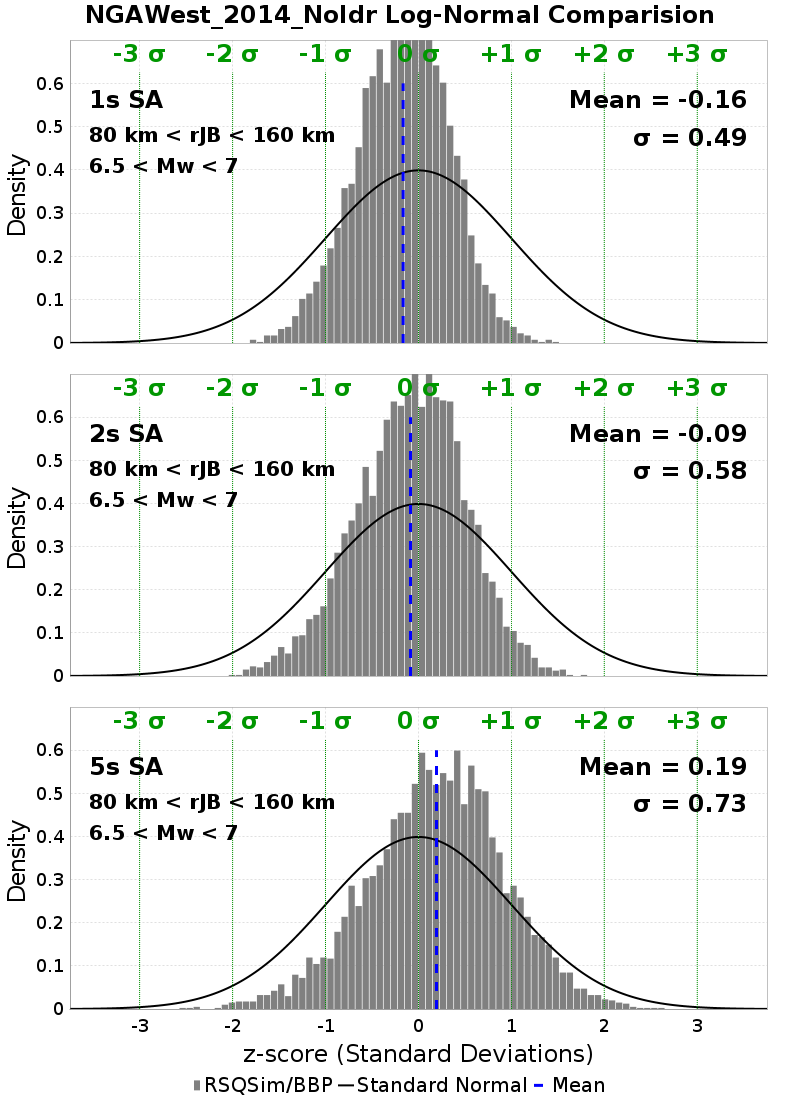 NGAWest_2014_NoIdr Log-Normal Comparision
-3 σ -2 σ -1 σ 0 σ +1 σ +2 σ +3 σ
1s SA
Mean = -0.16
80 km < rJB < 160 km
σ = 0.49
6.5 < Mw < 7
Density
0.6
0.5
0.4
0.3
0.2
0.1
0
-3 σ -2 σ -1 σ 0 σ +1 σ +2 σ +3 σ
2s SA
Mean = -0.09
80 km < rJB < 160 km
σ = 0.58
6.5 < Mw < 7
Density
0.6
0.5
0.4
0.3
0.2
0.1
0
-3 σ -2 σ -1 σ 0 σ +1 σ +2 σ +3 σ
5s SA
Mean = 0.19
80 km < rJB < 160 km
σ = 0.73
6.5 < Mw < 7
Density
0.6
0.5
0.4
0.3
0.2
0.1
0
-3 -2 -1 0 1 2 3
z-score (Standard Deviations)
RSQSim/BBP Standard Normal Mean